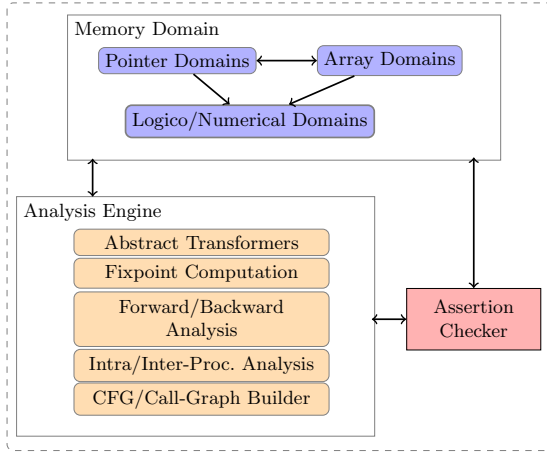 Memory Domain
Pointer Domains
Array Domains
Logico/Numerical Domains
Analysis Engine
Abstract Transformers
Fixpoint Computation
Forward/Backward
Analysis
Intra/Inter-Proc. Analysis
CFG/Call-Graph Builder
Assertion
Checker